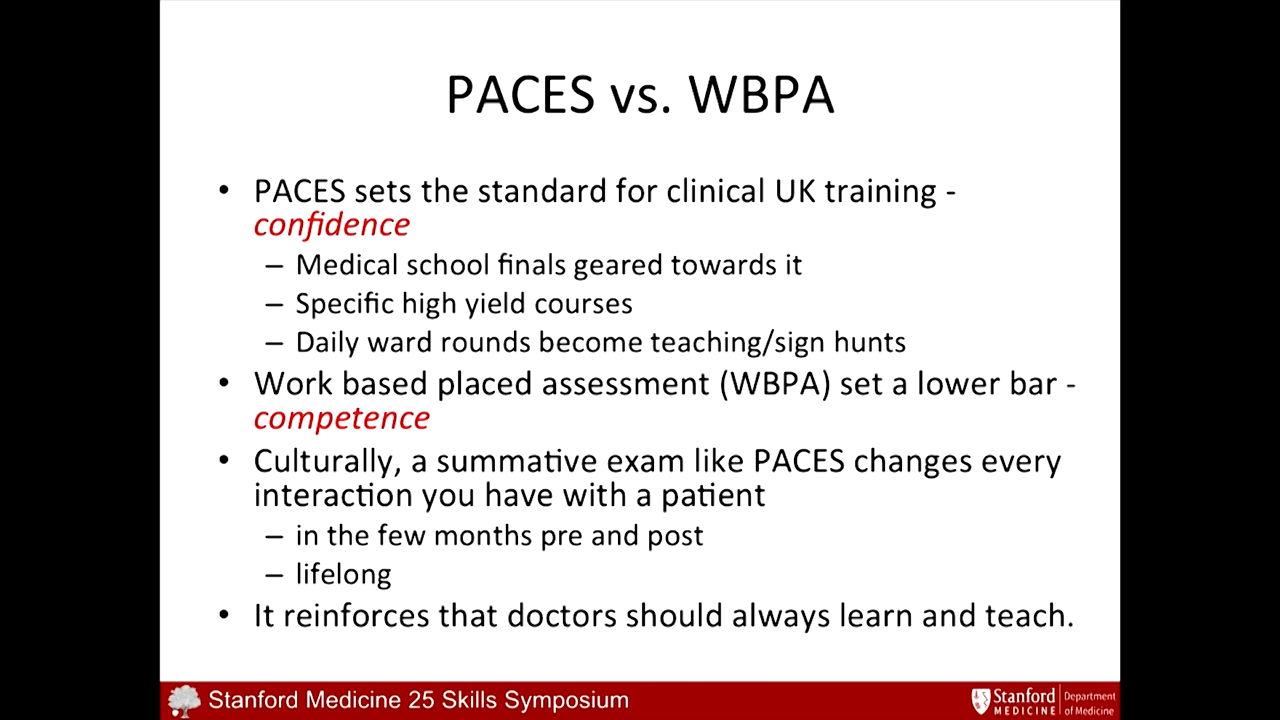 PACES vs. WBPA
• PACES sets the standard for clinical UK training -
confidence
– Medical school finals geared towards it
– Specific high yield courses
– Daily ward rounds become teaching/sign hunts
• Work based placed assessment (WBPA) set a lower bar -
competence
• Culturally, a summative exam like PACES changes every
interaction you have with a patient
– in the few months pre and post
– lifelong
• It reinforces that doctors should always learn and teach.
Stanford Medicine 25 Skills Symposium
Stanford
MEDICINE
Department
of Medicine